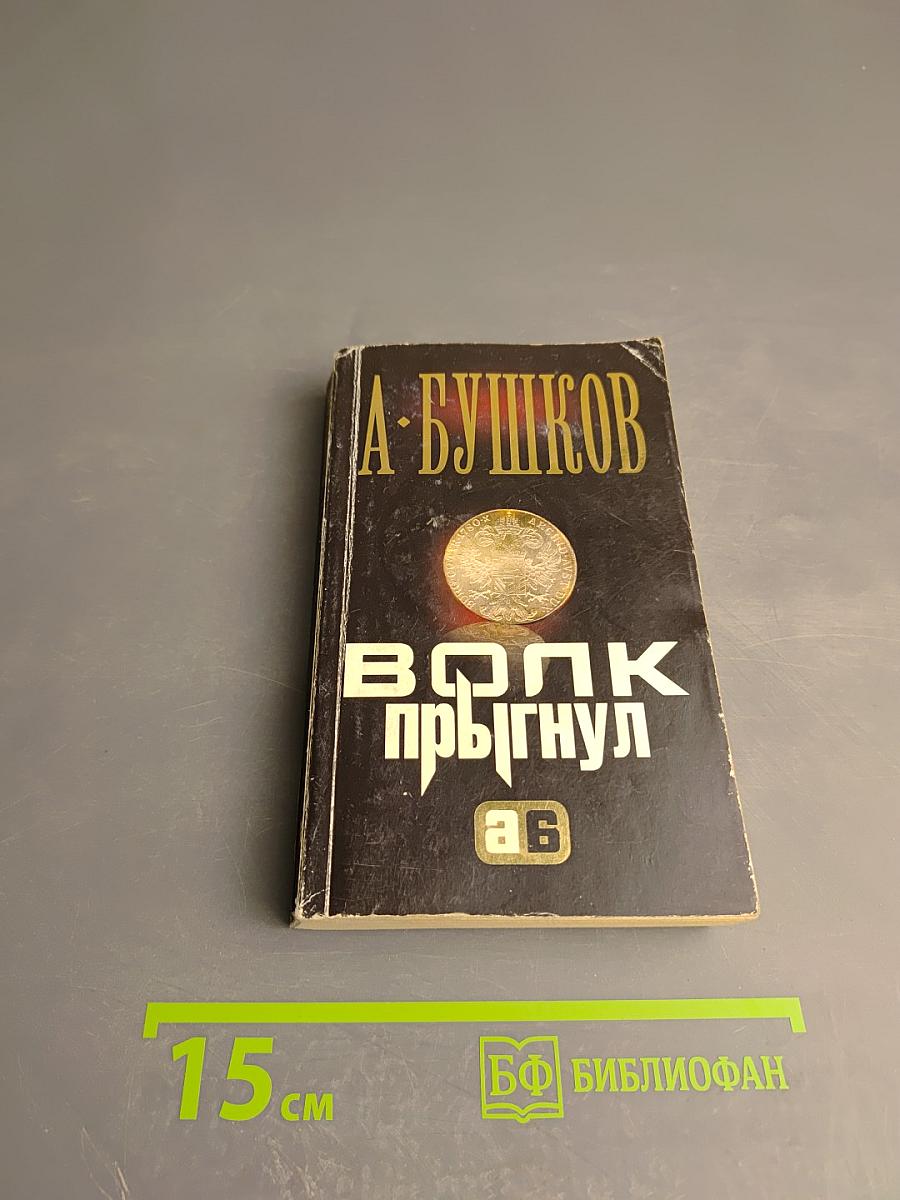 А·БУШКОВ
ВОЛК
прыгнул
аБ
15 см
БФ БИБЛИОФАН